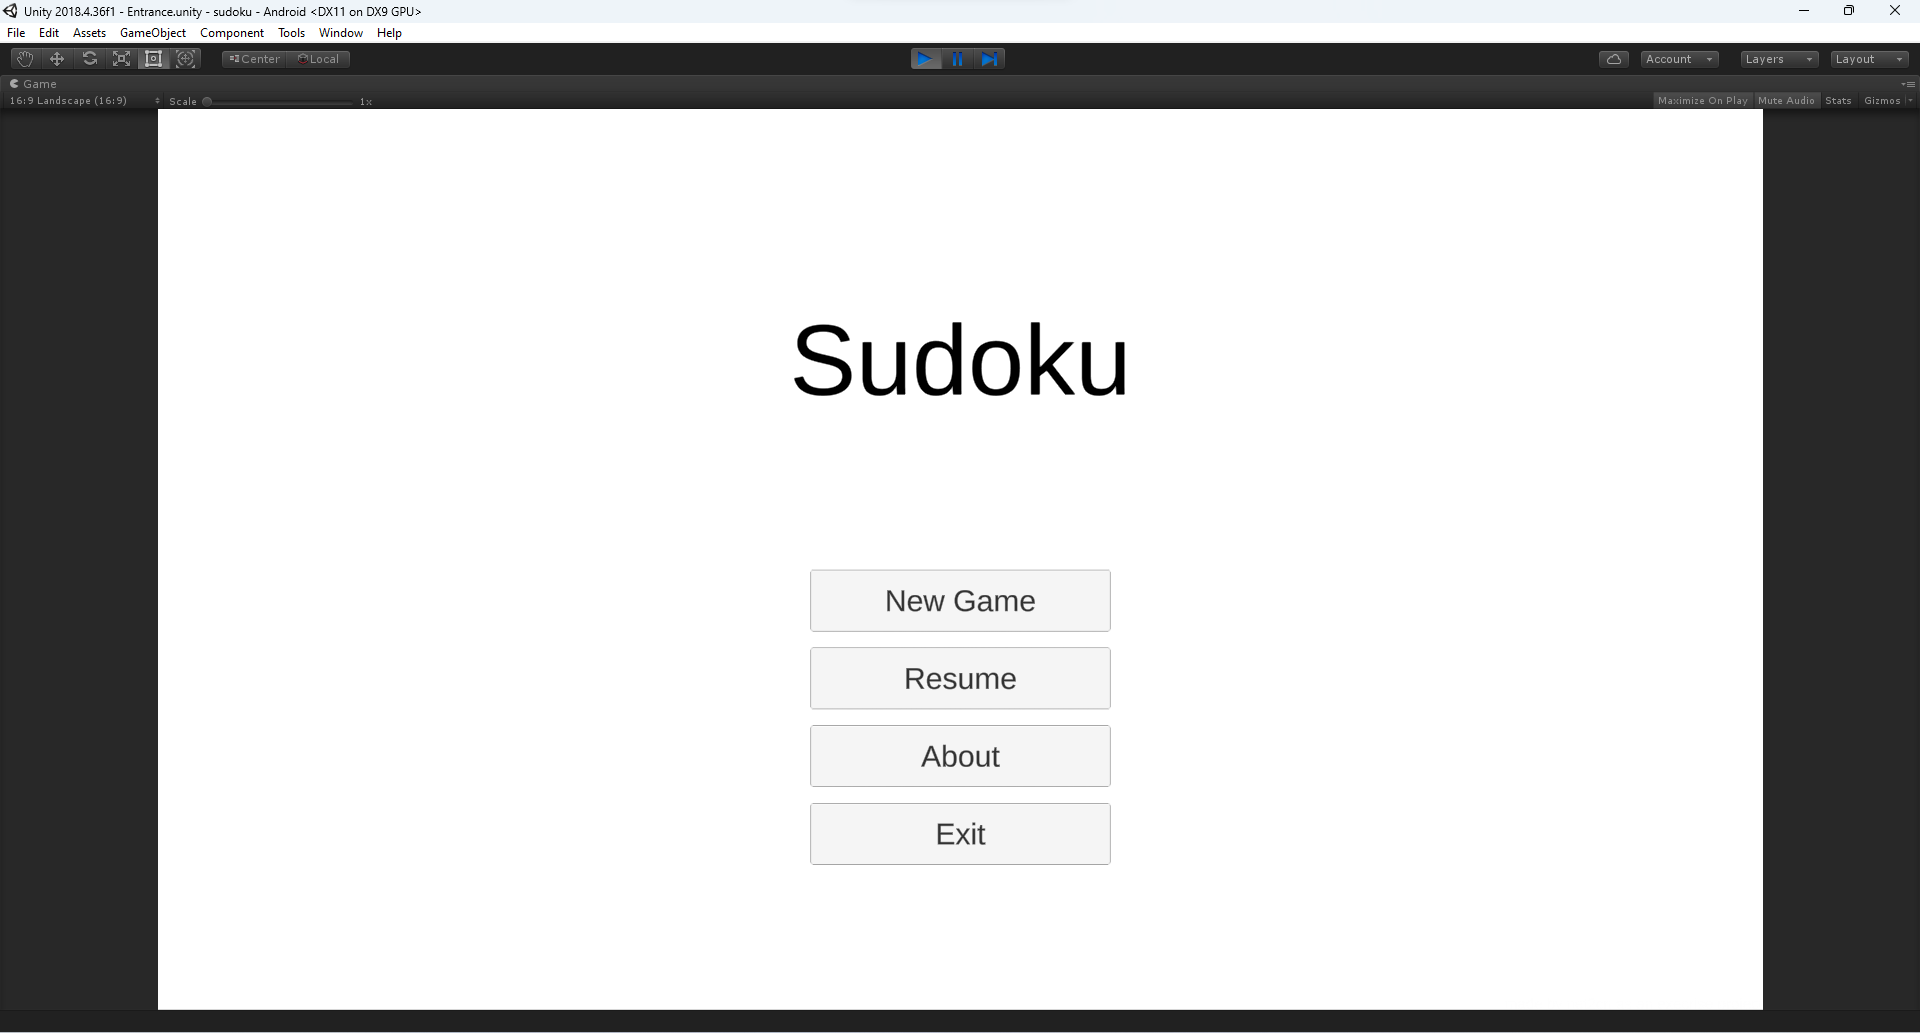 Unity 2018.4.36f1 - Entrance.unity - sudoku - Android <DX11 on DX9 GPU>
File Edit Assets GameObject Component Tools Window Help
Center Local Account Layers Layout
Game
16:9 Landscape (16:9) Scale 1x Maximize On Play Mute Audio Stats Gizmos
Sudoku
New Game
Resume
About
Exit